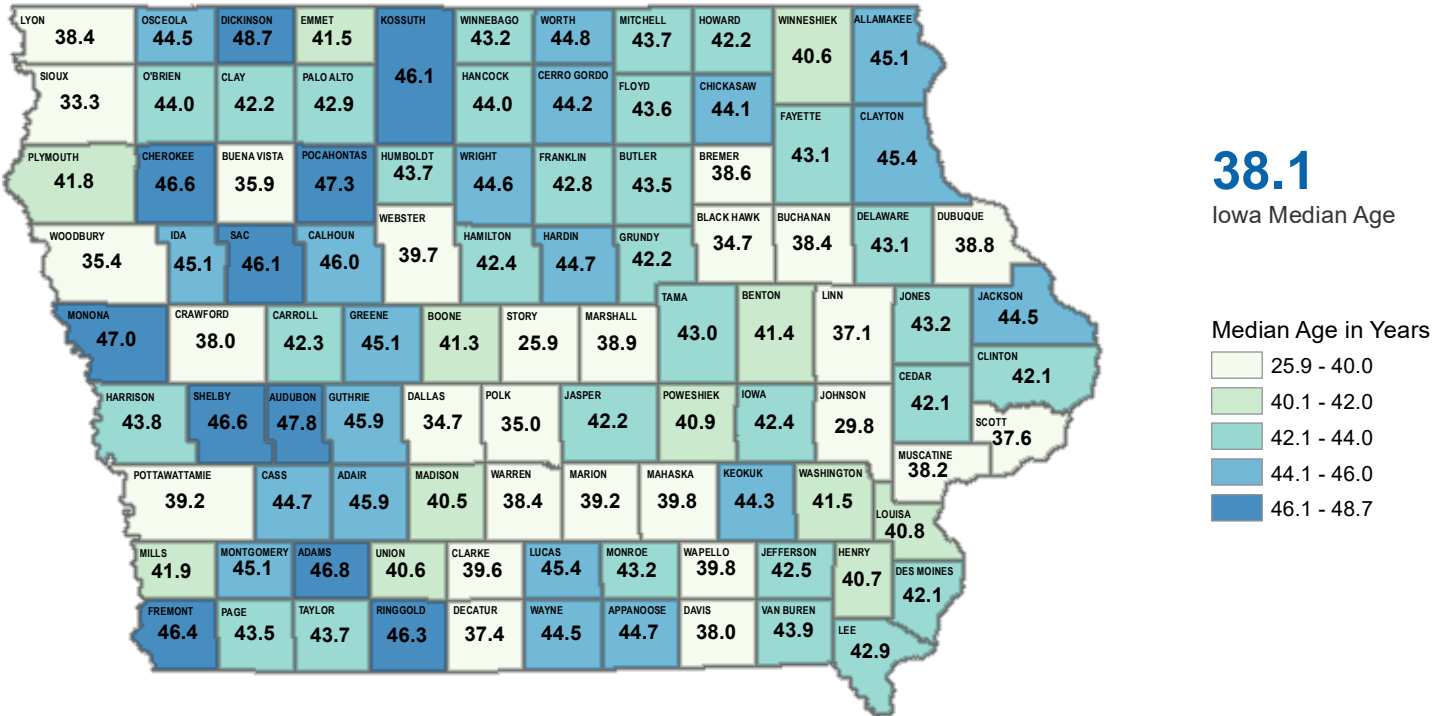 LYON
38.4
OSCEOLA
44.5
DICKINSON
48.7
EMMET
41.5
KOSSUTH
46.1
WINNEBAGO
43.2
WORTH
44.8
MITCHELL
43.7
HOWARD
42.2
WINNESHIEK
40.6
ALLAMAKEE
45.1
SIOUX
33.3
O'BRIEN
44.0
CLAY
42.2
PALO ALTO
42.9
HANCOCK
44.0
CERRO GORDO
44.2
FLOYD
43.6
CHICKASAW
44.1
FAYETTE
43.1
CLAYTON
45.4
PLYMOUTH
41.8
CHEROKEE
46.6
BUENA VISTA
35.9
POCAHONTAS
47.3
HUMBOLDT
43.7
WRIGHT
44.6
FRANKLIN
42.8
BUTLER
43.5
BREMER
38.6
WOODBURY
35.4
IDA
45.1
SAC
46.1
CALHOUN
46.0
WEBSTER
39.7
HAMILTON
42.4
HARDIN
44.7
GRUNDY
42.2
BLACK HAWK
34.7
BUCHANAN
38.4
DELAWARE
43.1
DUBUQUE
38.8
MONONA
47.0
CRAWFORD
38.0
CARROLL
42.3
GREENE
45.1
BOONE
41.3
STORY
25.9
MARSHALL
38.9
TAMA
43.0
BENTON
41.4
LINN
37.1
JONES
43.2
JACKSON
44.5
CLINTON
42.1
HARRISON
43.8
SHELBY
46.6
AUDUBON
47.8
GUTHRIE
45.9
DALLAS
34.7
POLK
35.0
JASPER
42.2
POWESHIEK
40.9
IOWA
42.4
JOHNSON
29.8
CEDAR
42.1
SCOTT
37.6
MUSCATINE
38.2
POTTAWATTAMIE
39.2
CASS
44.7
ADAIR
45.9
MADISON
40.5
WARREN
38.4
MARION
39.2
MAHASKA
39.8
KEOKUK
44.3
WASHINGTON
41.5
LOUISA
40.8
MILLS
41.9
MONTGOMERY
45.1
ADAMS
46.8
UNION
40.6
CLARKE
39.6
LUCAS
45.4
MONROE
43.2
WAPELLO
39.8
JEFFERSON
42.5
HENRY
40.7
DES MOINES
42.1
FREMONT
46.4
PAGE
43.5
TAYLOR
43.7
RINGGOLD
46.3
DECATUR
37.4
WAYNE
44.5
APPANOOSE
44.7
DAVIS
38.0
VAN BUREN
43.9
LEE
42.9
38.1
Iowa Median Age
Median Age in Years
25.9 - 40.0
40.1 - 42.0
42.1 - 44.0
44.1 - 46.0
46.1 - 48.7